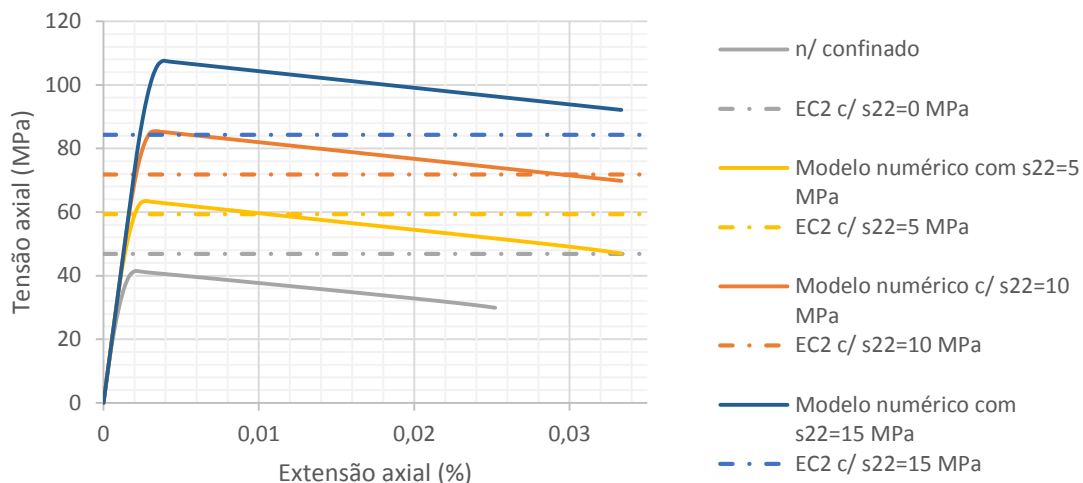 120
100
80
60
40
20
0
Tensão axial (MPa)
0
0,01
0,02
0,03
Extensão axial (%)
n/ confinado
EC2 c/ s22=0 MPa
Modelo numérico com s22=5
MPa
EC2 c/ s22=5 MPa
Modelo numérico c/ s22=10
MPa
EC2 c/ s22=10 MPa
Modelo numérico com
s22=15 MPa
EC2 c/ s22=15 MPa